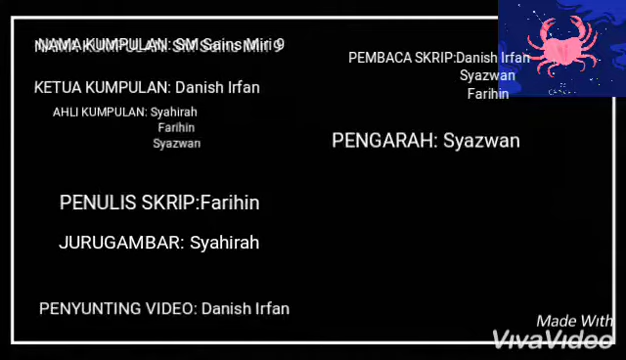 NAMA KUMPULAN: SM Sains Miri 9
KETUA KUMPULAN: Danish Irfan
AHLI KUMPULAN: Syahirah
Farihin
Syazwan
PENULIS SKRIP:Farihin
JURUGAMBAR: Syahirah
PENYUNTING VIDEO: Danish Irfan
PEMBACA SKRIP:Danish Irfan
Syazwan
Farihin
PENGARAH: Syazwan
Made With
VivaVideo